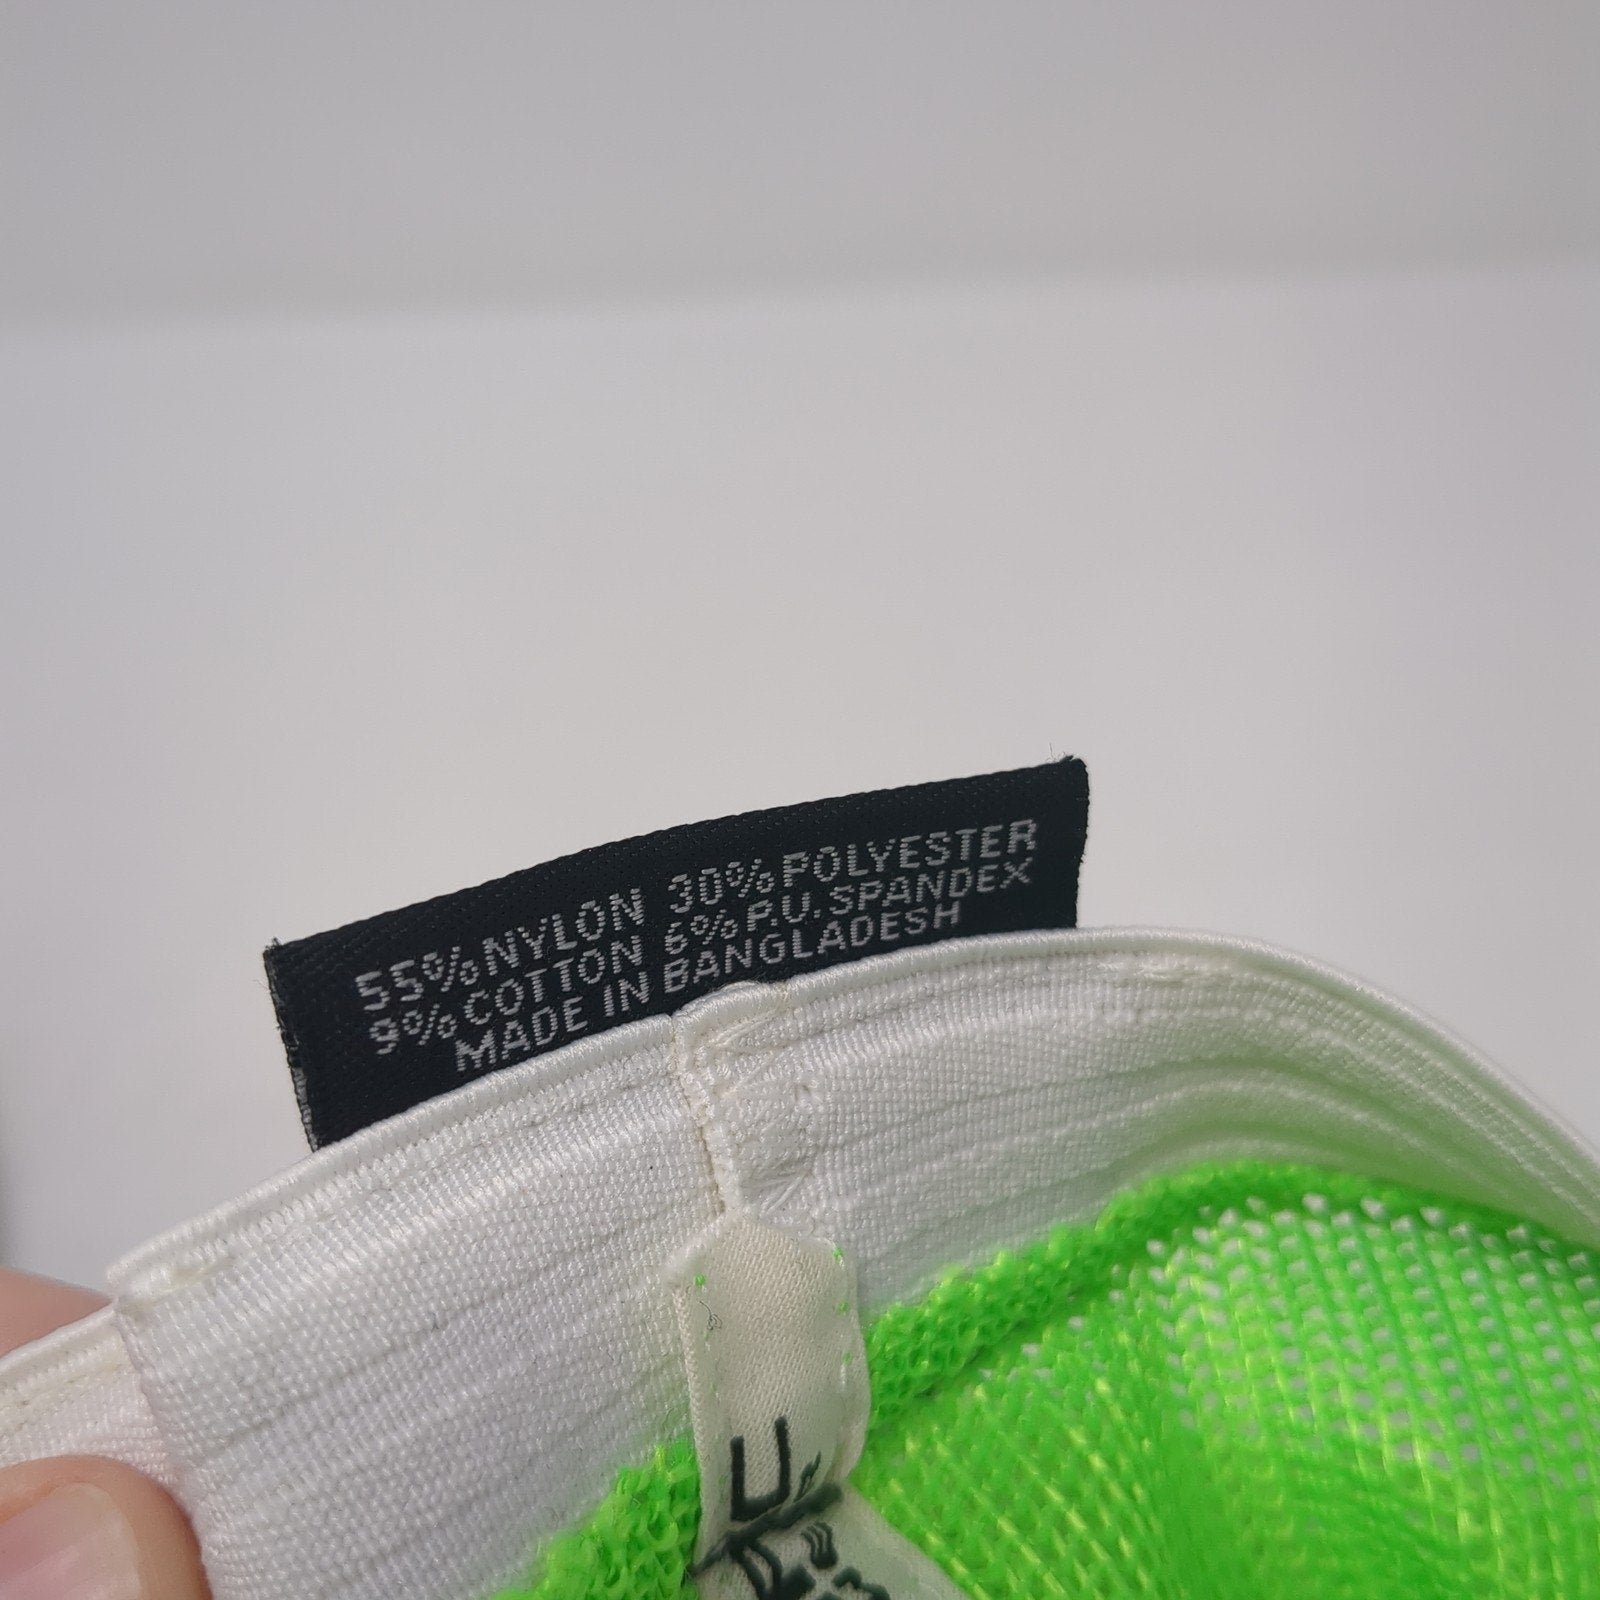 55% NYLON 30% POLYESTER
9% COTTON 6% P.U. SPANDEX
MADE IN BANGLADESH